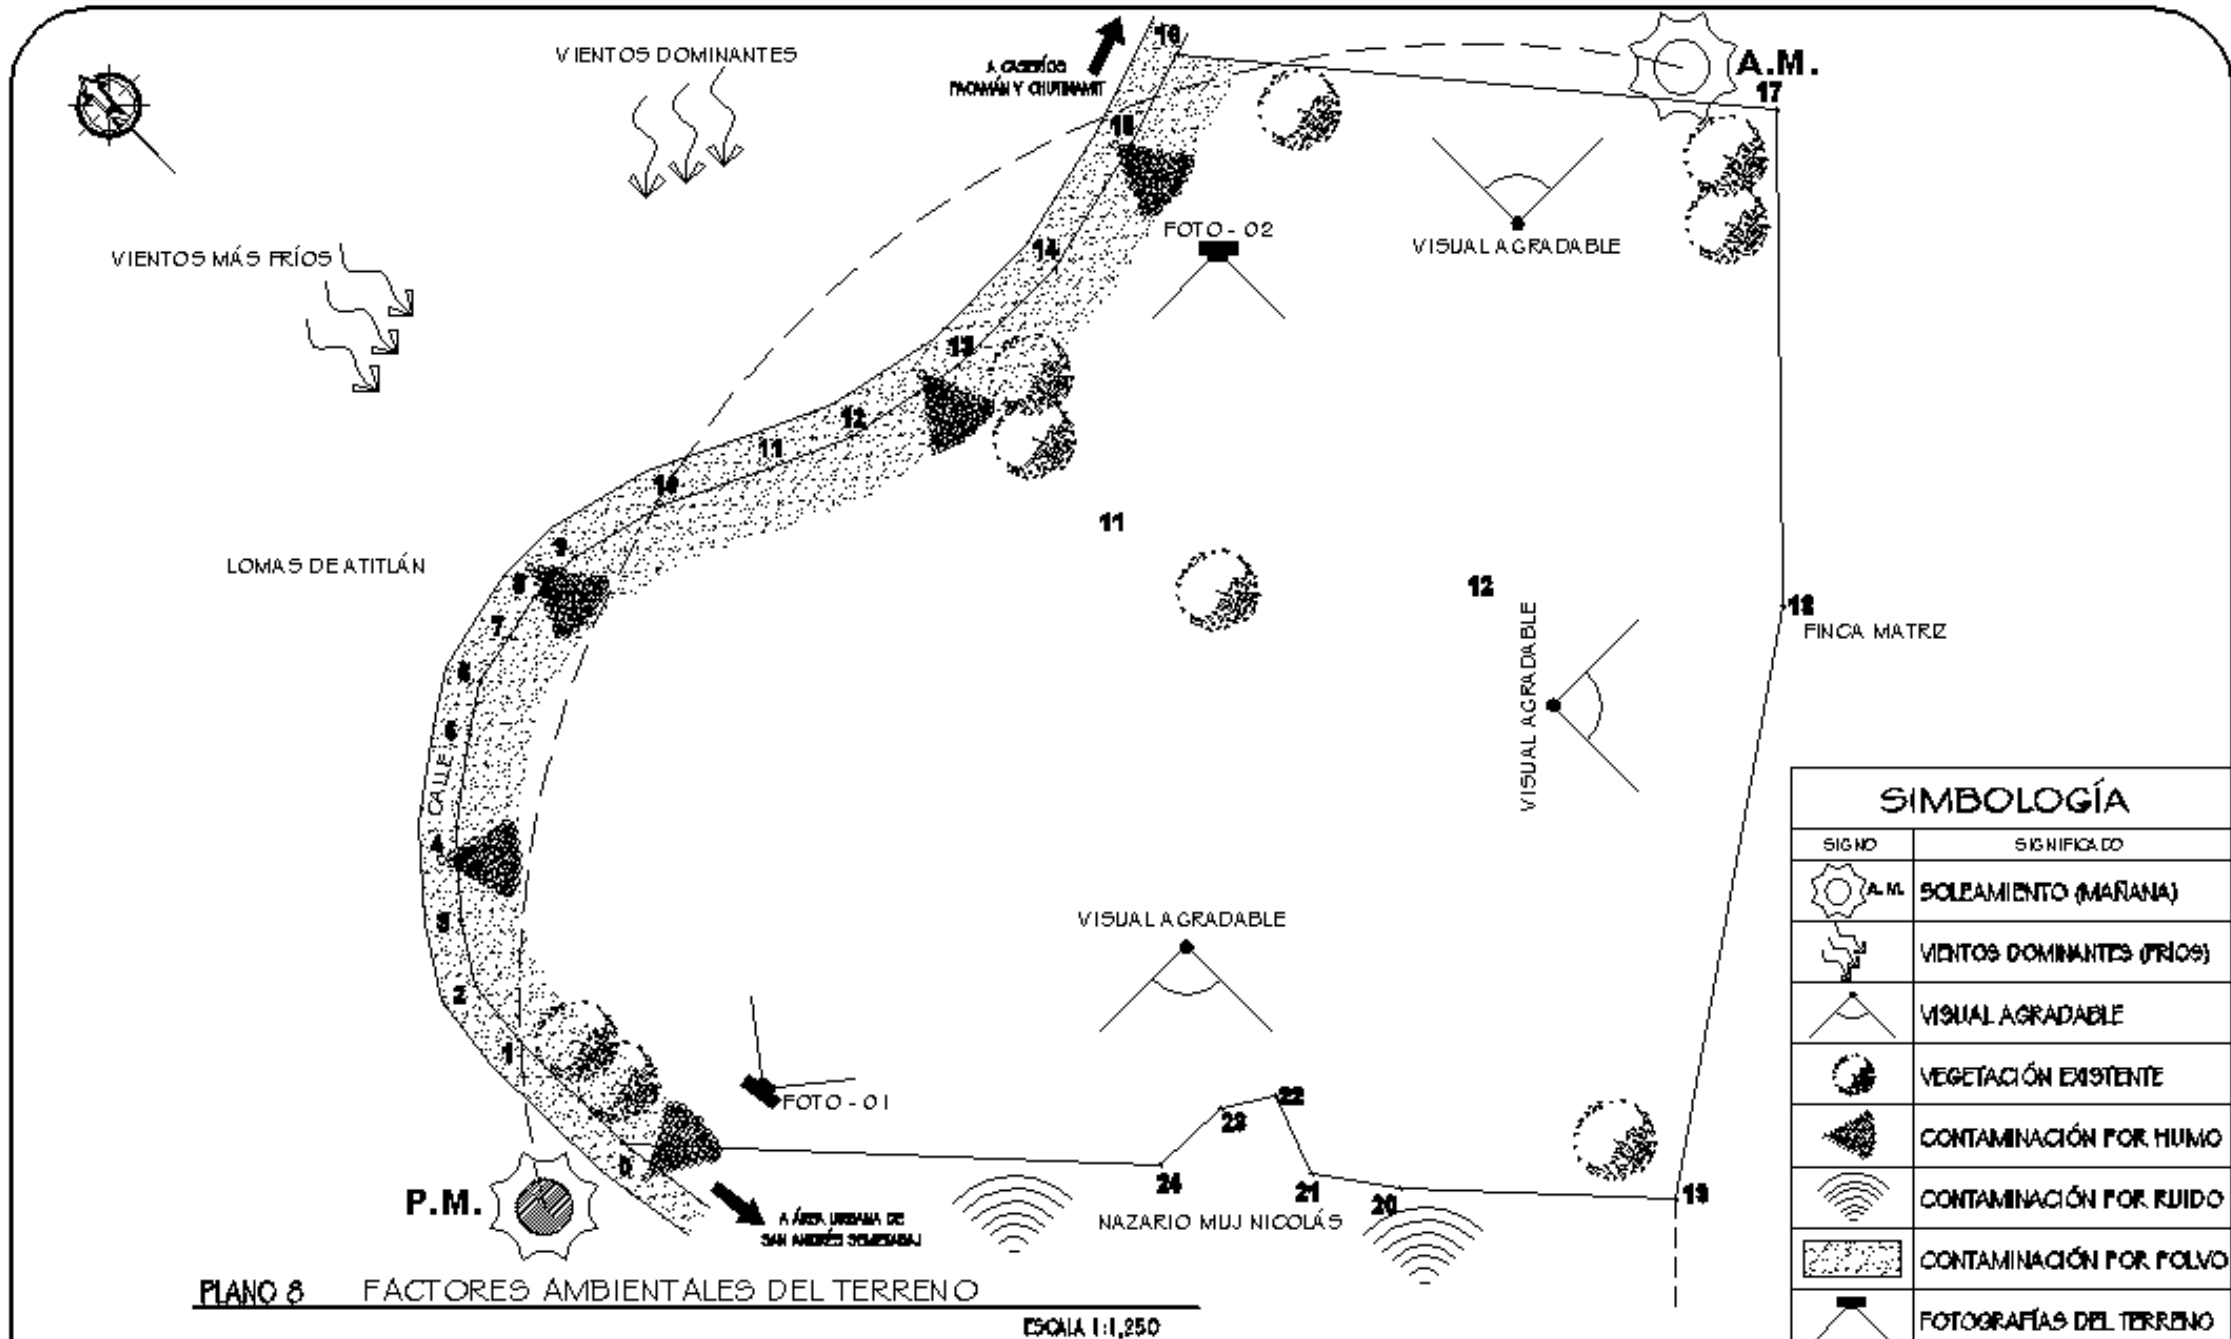 VIENTOS DOMINANTES
A CASERÍOS
PACAMÁN Y CHUTINAMIT
16
A.M.
17
15
VIENTOS MÁS FRÍOS
14
FOTO - 02
VISUAL AGRADABLE
13
12
11
10
11
9
LOMAS DE ATITLÁN
8
12
18
7
FINCA MATRIZ
6
CALLE
VISUAL AGRADABLE
4
SIMBOLOGÍA
SIGNO SIGNIFICADO
A.M. SOLEAMIENTO (MAÑANA)
VIENTOS DOMINANTES (FRÍOS)
VISUAL AGRADABLE
VEGETACIÓN EXISTENTE
CONTAMINACIÓN POR HUMO
CONTAMINACIÓN POR RUIDO
CONTAMINACIÓN POR POLVO
FOTOGRAFÍAS DEL TERRENO
VISUAL AGRADABLE
2
1
FOTO - 01
22
23
0
24
21
20
19
P.M.
A ÁREA URBANA DE
SAN ANDRÉS SEMETABAJ
NAZARIO MUJ NICOLÁS
PLANO 8 FACTORES AMBIENTALES DEL TERRENO
ESCALA 1:1,250